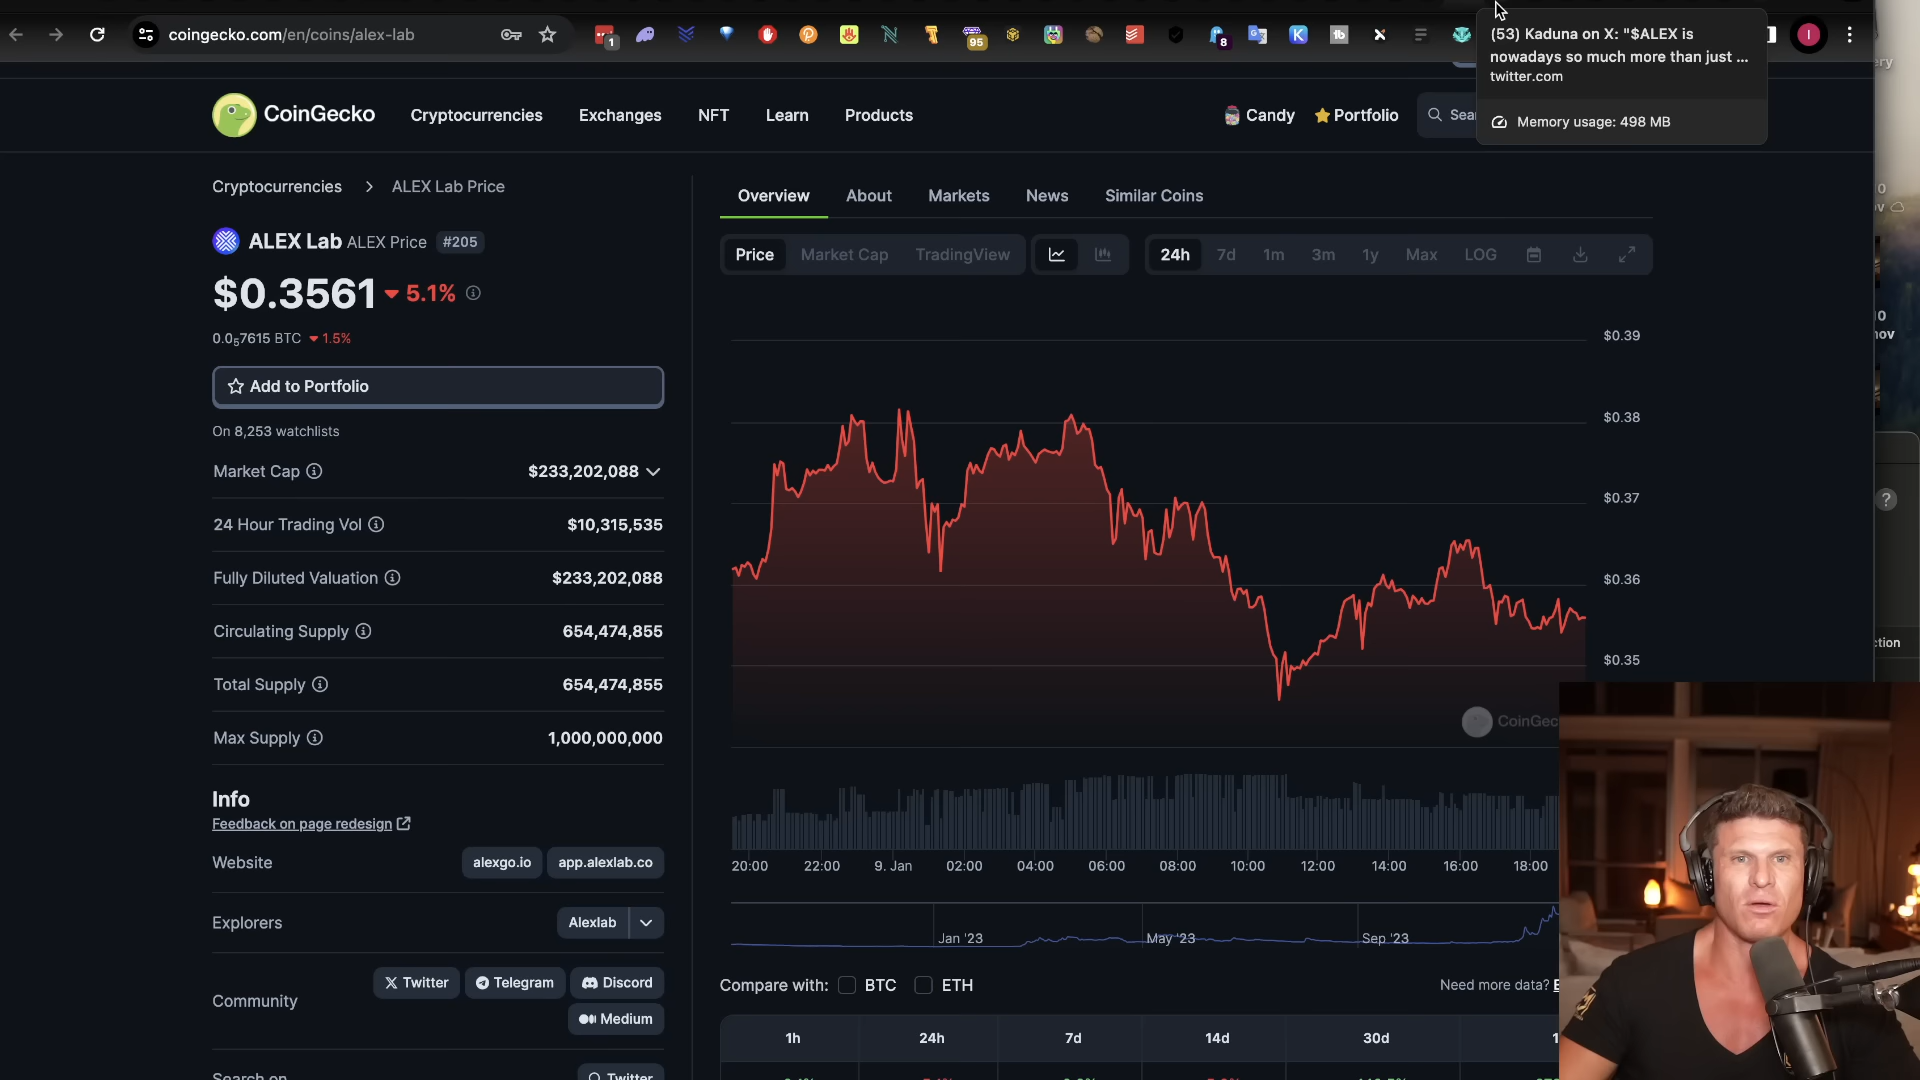 coingecko.com/en/coins/alex-lab
1
95
8
(53) Kaduna on X: "$ALEX is
nowadays so much more than just ...
twitter.com
Memory usage: 498 MB
CoinGecko
Cryptocurrencies
Exchanges
NFT
Learn
Products
Candy
Portfolio
Cryptocurrencies > ALEX Lab Price
ALEX Lab ALEX Price #205
$0.3561 5.1%
0.0₅7615 BTC 1.5%
Add to Portfolio
On 8,253 watchlists
Market Cap $233,202,088
24 Hour Trading Vol $10,315,535
Fully Diluted Valuation $233,202,088
Circulating Supply 654,474,855
Total Supply 654,474,855
Max Supply 1,000,000,000
Info
Feedback on page redesign
Website alexgo.io app.alexlab.co
Explorers Alexlab
Community Twitter Telegram Discord
Medium
Search on Twitter
Overview About Markets News Similar Coins
Price Market Cap TradingView 24h 7d 1m 3m 1y Max LOG
$0.39
$0.38
$0.37
$0.36
$0.35
20:00 22:00 9. Jan 02:00 04:00 06:00 08:00 10:00 12:00 14:00 16:00 18:00
Jan '23 May '23 Sep '23
Compare with: BTC ETH
Need more data?
1h 24h 7d 14d 30d